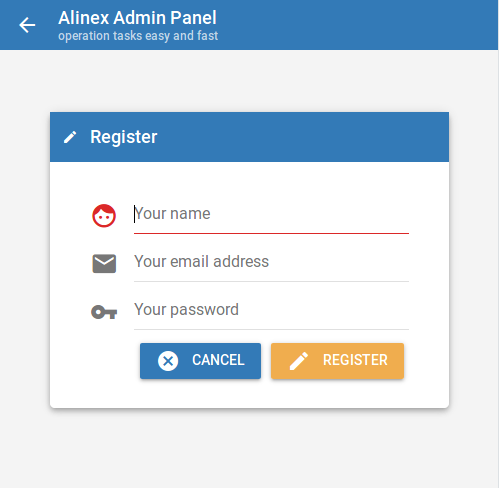 Alinex Admin Panel
operation tasks easy and fast
Register
Your name
Your email address
Your password
CANCEL REGISTER